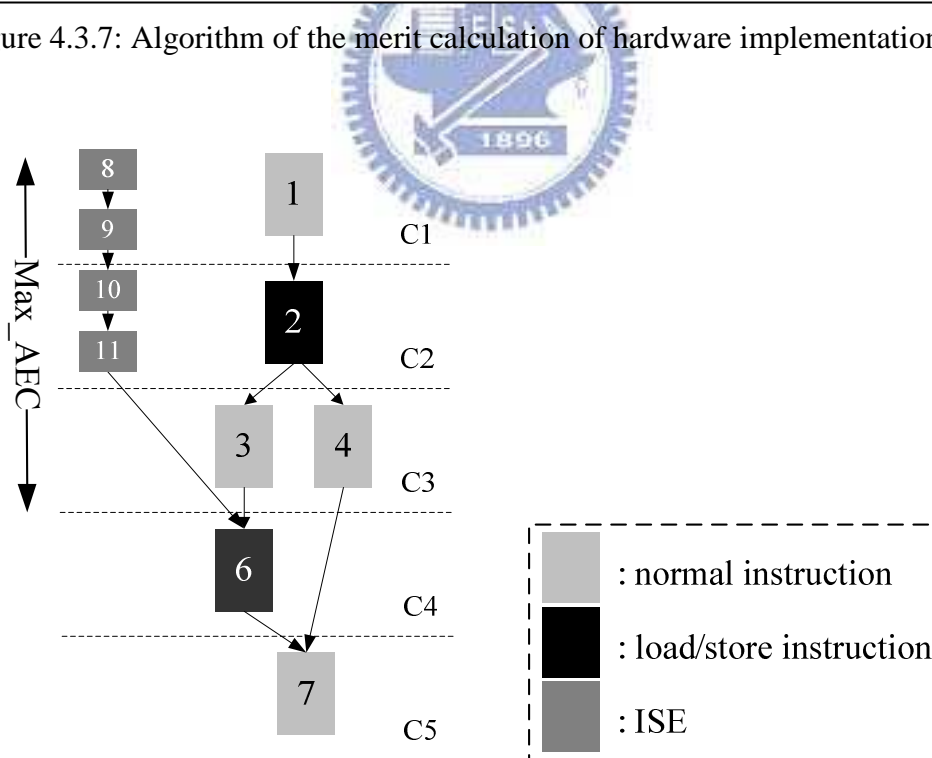 ure 4.3.7: Algorithm of the merit calculation of hardware implementation
1896
8
1
9
C1
10
2
11
C2
Max_AEC
3
4
C3
6
C4
7
C5
: normal instruction
: load/store instruction
: ISE